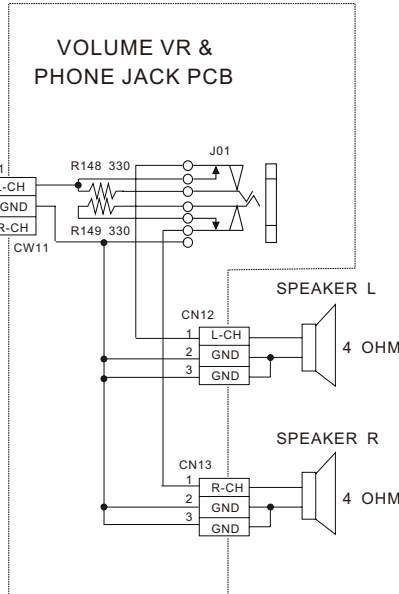 VOLUME VR &
PHONE JACK PCB
J01
R148 330
1
L-CH
GND
R-CH
R149 330
CW11
SPEAKER L
CN12
1 L-CH
2 GND
3 GND
4 OHM
SPEAKER R
CN13
1 R-CH
2 GND
3 GND
4 OHM